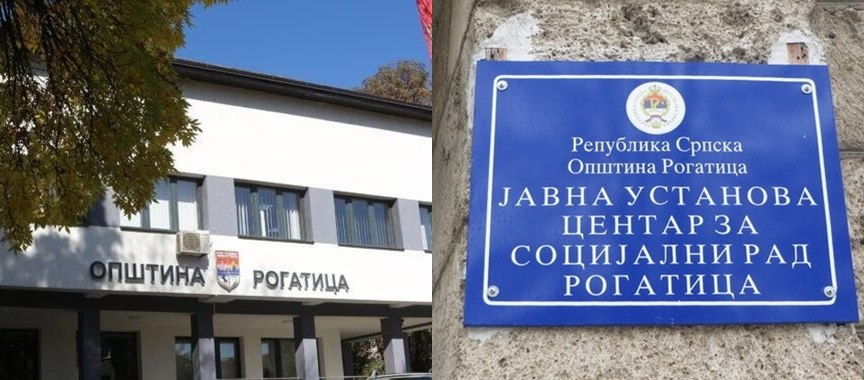 ОПШТИНА РОГАТИЦА
Република Српска
Општина Рогатица
ЈАВНА УСТАНОВА
ЦЕНТАР ЗА
СОЦИЈАЛНИ РАД
РОГАТИЦА